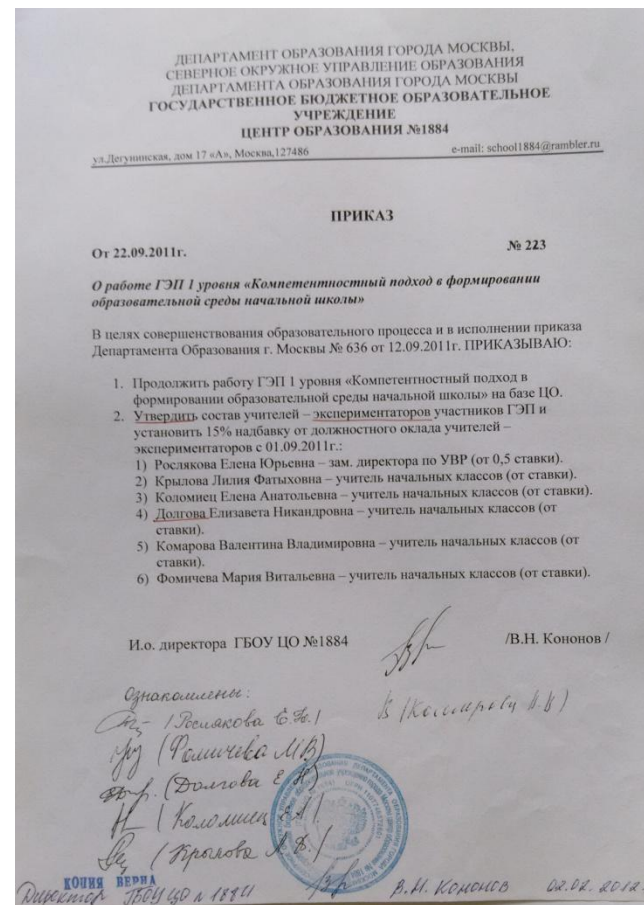 ДЕПАРТАМЕНТ ОБРАЗОВАНИЯ ГОРОДА МОСКВЫ,
СЕВЕРНОЕ ОКРУЖНОЕ УПРАВЛЕНИЕ ОБРАЗОВАНИЯ
ДЕПАРТАМЕНТА ОБРАЗОВАНИЯ ГОРОДА МОСКВЫ
ГОСУДАРСТВЕННОЕ БЮДЖЕТНОЕ ОБРАЗОВАТЕЛЬНОЕ
УЧРЕЖДЕНИЕ
ЦЕНТР ОБРАЗОВАНИЯ №1884
ул.Дегунинская, дом 17 «А», Москва,127486 e-mail: school1884@rambler.ru
ПРИКАЗ
От 22.09.2011г. № 223
О работе ГЭП 1 уровня «Компетентностный подход в формировании
образовательной среды начальной школы»
В целях совершенствования образовательного процесса и в исполнении приказа
Департамента Образования г. Москвы № 636 от 12.09.2011г. ПРИКАЗЫВАЮ:
1. Продолжить работу ГЭП 1 уровня «Компетентностный подход в
формировании образовательной среды начальной школы» на базе ЦО.
2. Утвердить состав учителей – экспериментаторов участников ГЭП и
установить 15% надбавку от должностного оклада учителей –
экспериментаторов с 01.09.2011г.:
1) Рослякова Елена Юрьевна – зам. директора по УВР (от 0,5 ставки).
2) Крылова Лилия Фатыховна – учитель начальных классов (от ставки).
3) Коломиец Елена Анатольевна – учитель начальных классов (от ставки).
4) Долгова Елизавета Никандровна – учитель начальных классов (от
ставки).
5) Комарова Валентина Владимировна – учитель начальных классов (от
ставки).
6) Фомичева Мария Витальевна – учитель начальных классов (от ставки).
И.о. директора ГБОУ ЦО №1884 /В.Н. Кононов /
Ознакомлены:
/ Рослякова Е.Ю./
(Фомичева МВ)
(Долгова Е Н)
(Коломиец
(Крылова
КОПИЯ ВЕРНА
Директор ГБОУ ЦО № 1884 В.Н. Кононов 02.02.2012